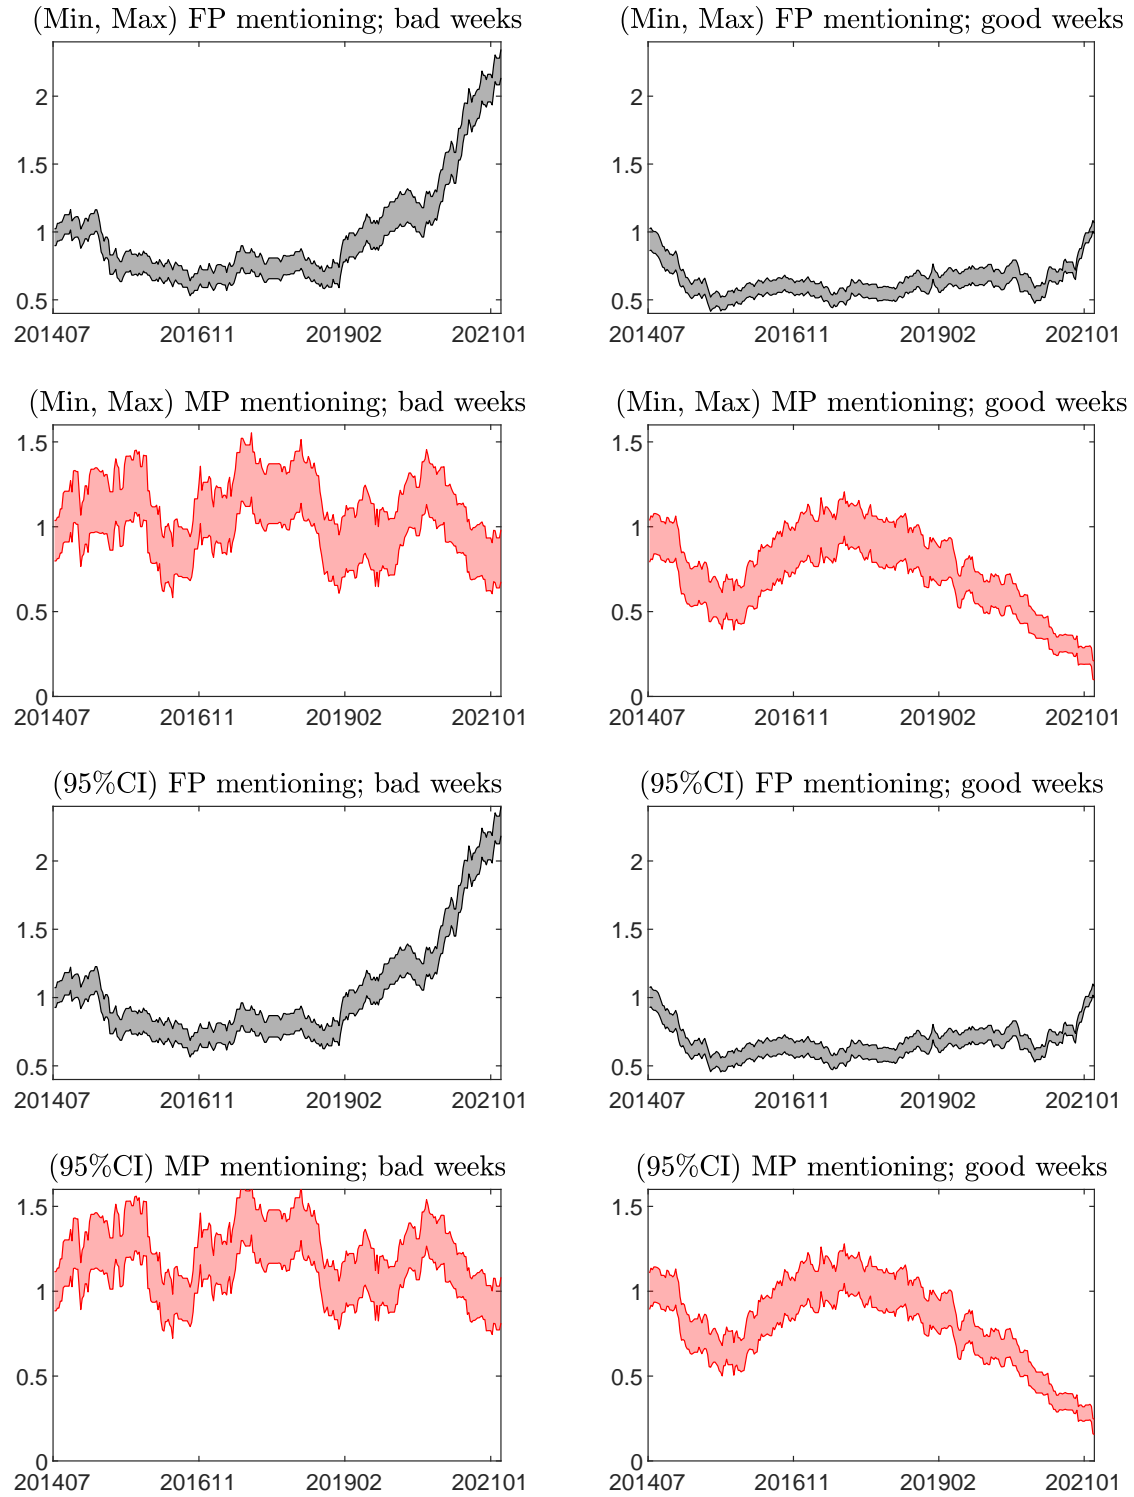 (Min, Max) FP mentioning; bad weeks
2
1.5
1
0.5
201407 201611 201902 202101
(Min, Max) FP mentioning; good weeks
2
1.5
1
0.5
201407 201611 201902 202101
(Min, Max) MP mentioning; bad weeks
1.5
1
0.5
0
201407 201611 201902 202101
(Min, Max) MP mentioning; good weeks
1.5
1
0.5
0
201407 201611 201902 202101
(95%CI) FP mentioning; bad weeks
2
1.5
1
0.5
201407 201611 201902 202101
(95%CI) FP mentioning; good weeks
2
1.5
1
0.5
201407 201611 201902 202101
(95%CI) MP mentioning; bad weeks
1.5
1
0.5
0
201407 201611 201902 202101
(95%CI) MP mentioning; good weeks
1.5
1
0.5
0
201407 201611 201902 202101